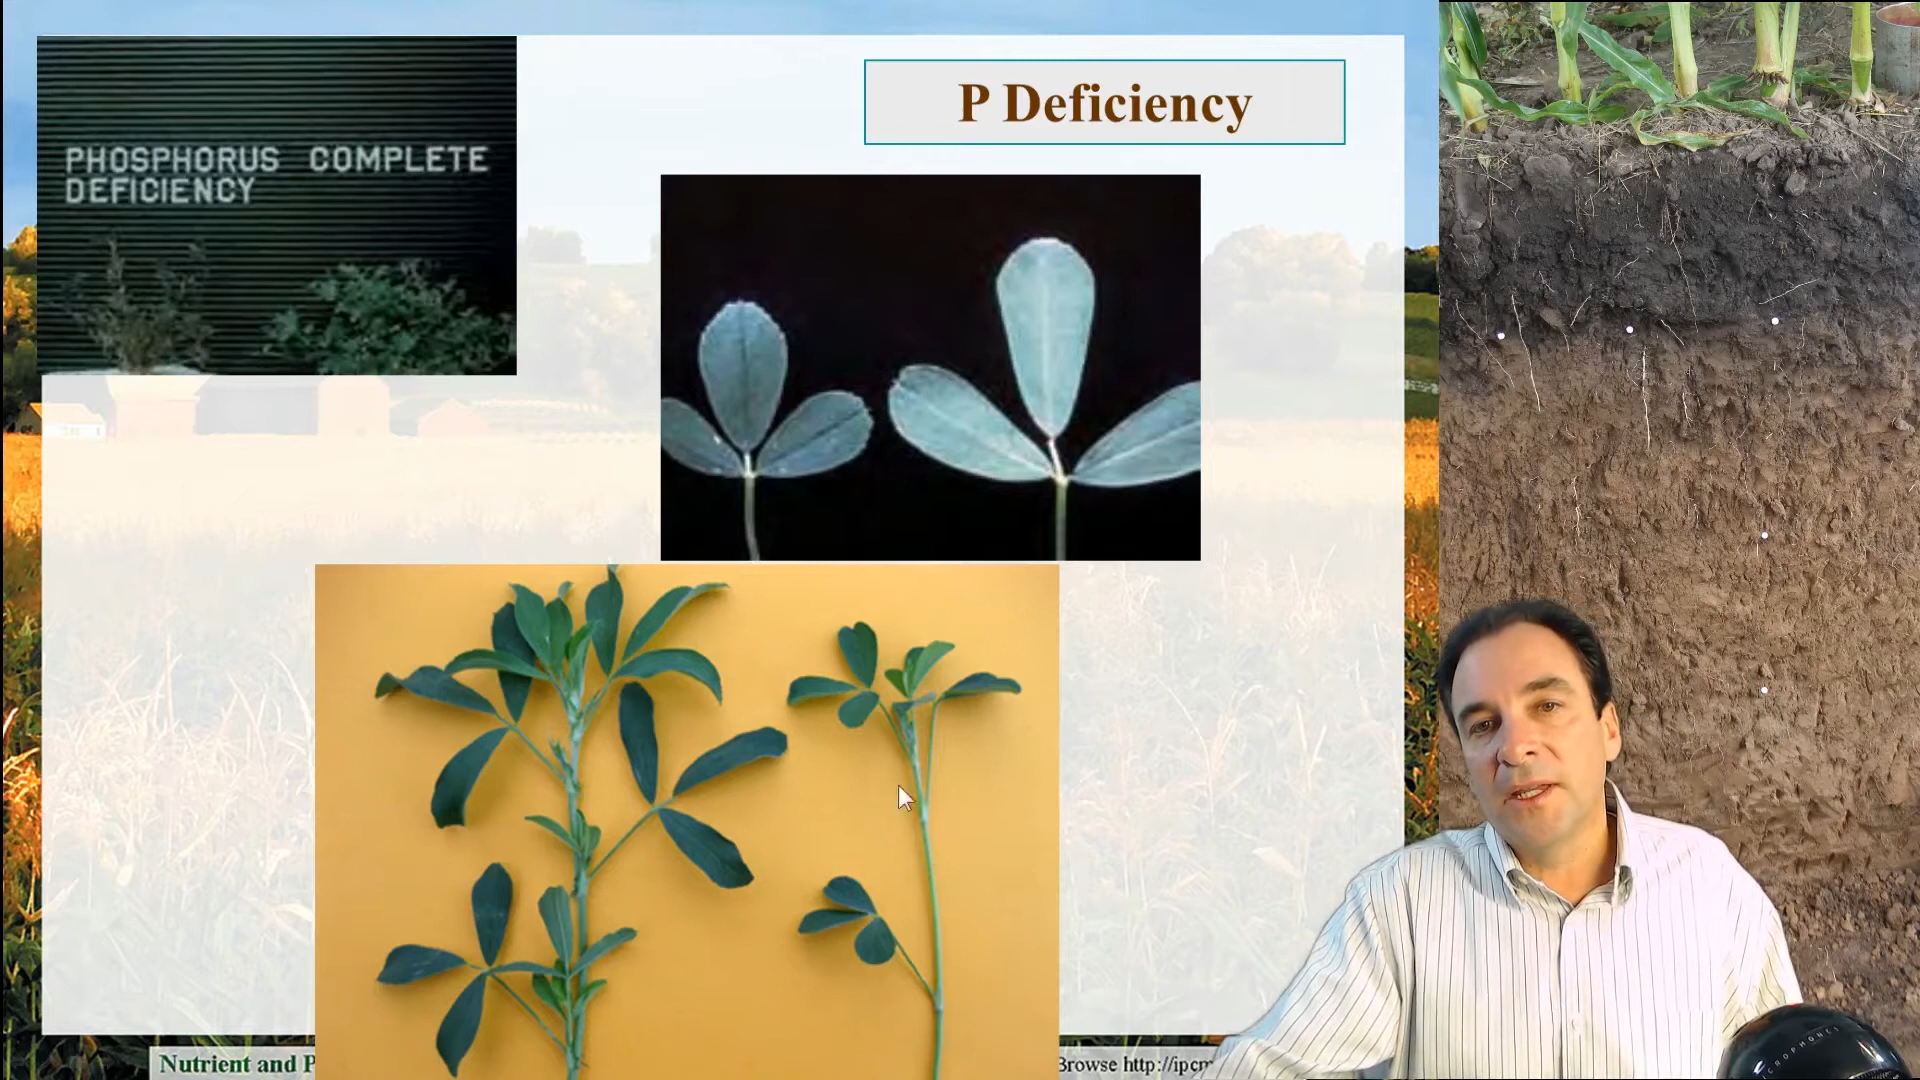 PHOSPHORUS COMPLETE
DEFICIENCY
P Deficiency
Nutrient and P
Browse http://ipcm